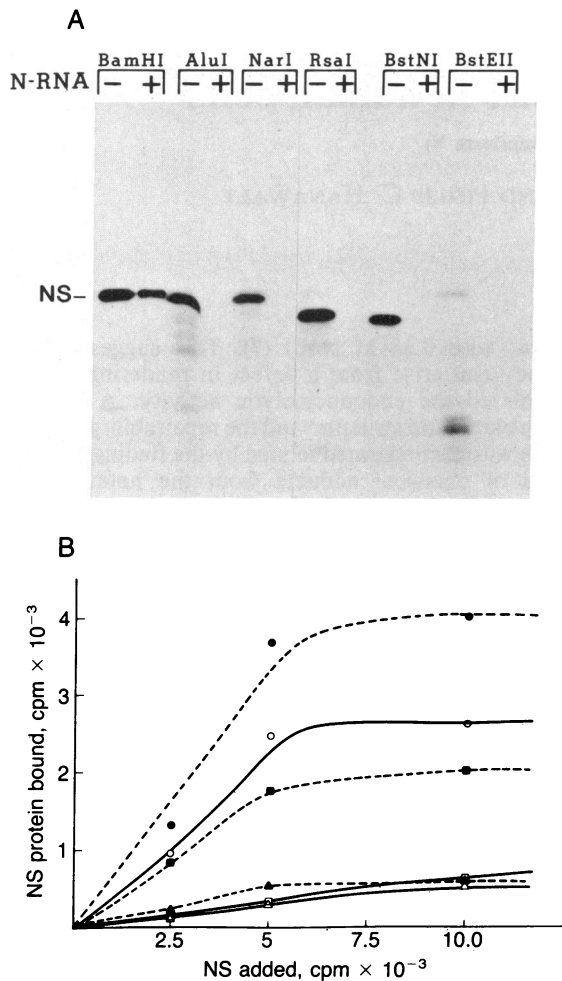 A
BamHI AluI NarI RsaI BstNI BstEII
N-RNA − + − + − + − + − + − +
NS–
B
NS protein bound, cpm × 10⁻³
4
3
2
1
2.5 5 7.5 10.0
NS added, cpm × 10⁻³